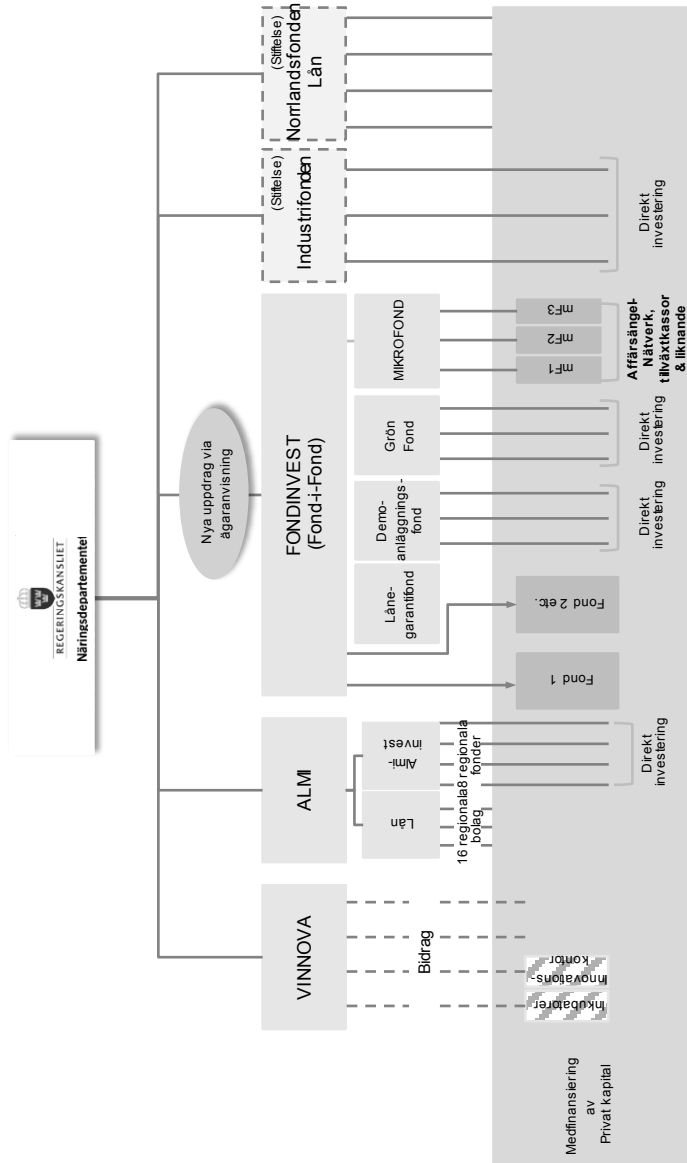 REGERINGSKANSLIET
Näringsdepartementet
Nya uppdrag via
ägaranvisning
VINNOVA
ALMI
FONDINVEST
(Fond-i-Fond)
(Stiftelse)
Industrifonden
(Stiftelse)
Norrlandsfonden
Lån
Lån
Almi-
invest
Låne-
garantifond
Demo-
anläggnings-
fond
Grön
Fond
MIKROFOND
Bidrag
16 regionala
bolag
8 regionala
fonder
Inkubatorer
Innovations-
kontor
Fond 1
Fond 2 etc.
mF1
mF2
mF3
Medfinansiering
av
Privat kapital
Direkt
investering
Direkt
investering
Direkt
investering
Affärsängel-
Nätverk,
tillväxtkassor
& liknande
Direkt
investering